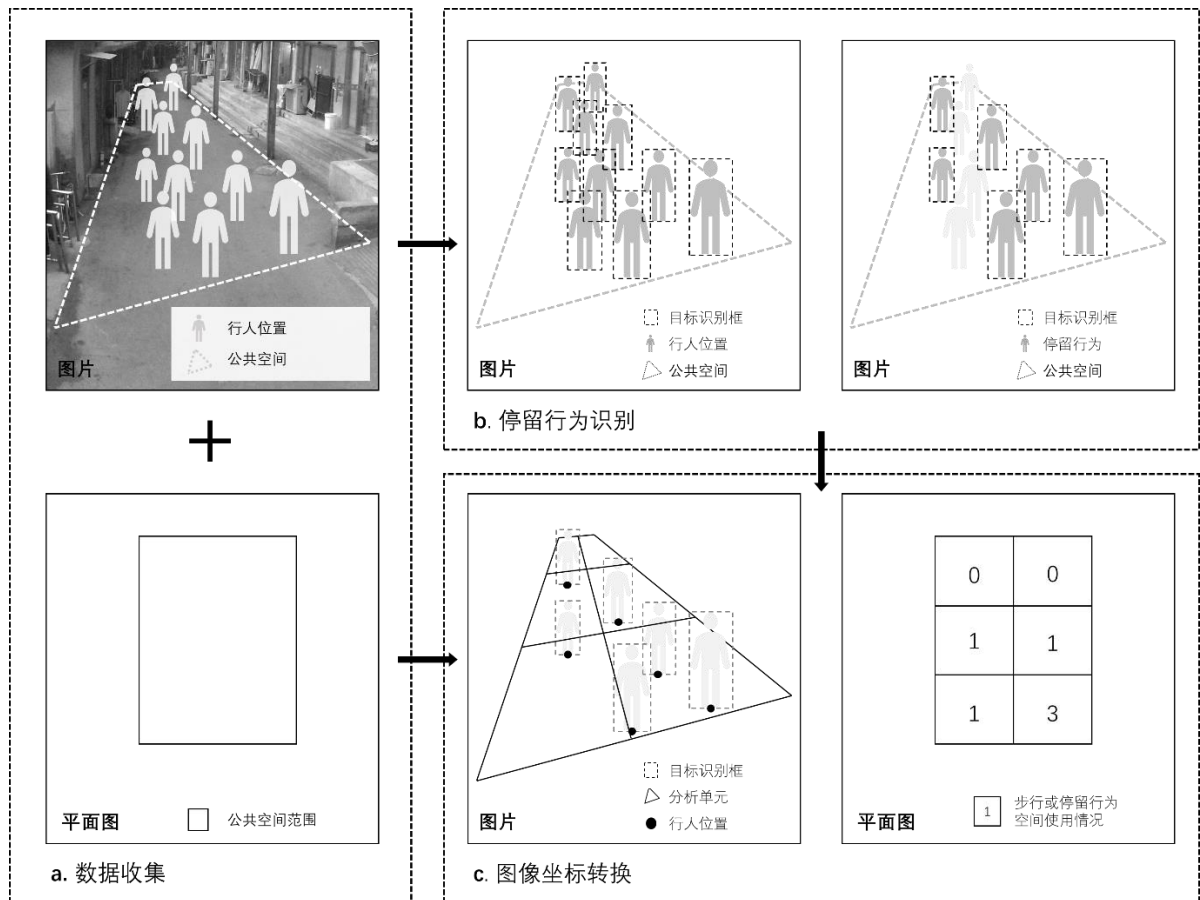 行人位置
公共空间
图片
目标识别框
行人位置
公共空间
图片
目标识别框
停留行为
公共空间
图片
b. 停留行为识别
公共空间范围
平面图
a. 数据收集
目标识别框
分析单元
行人位置
图片
0 0
1 1
1 3
1 步行或停留行为
空间使用情况
平面图
c. 图像坐标转换